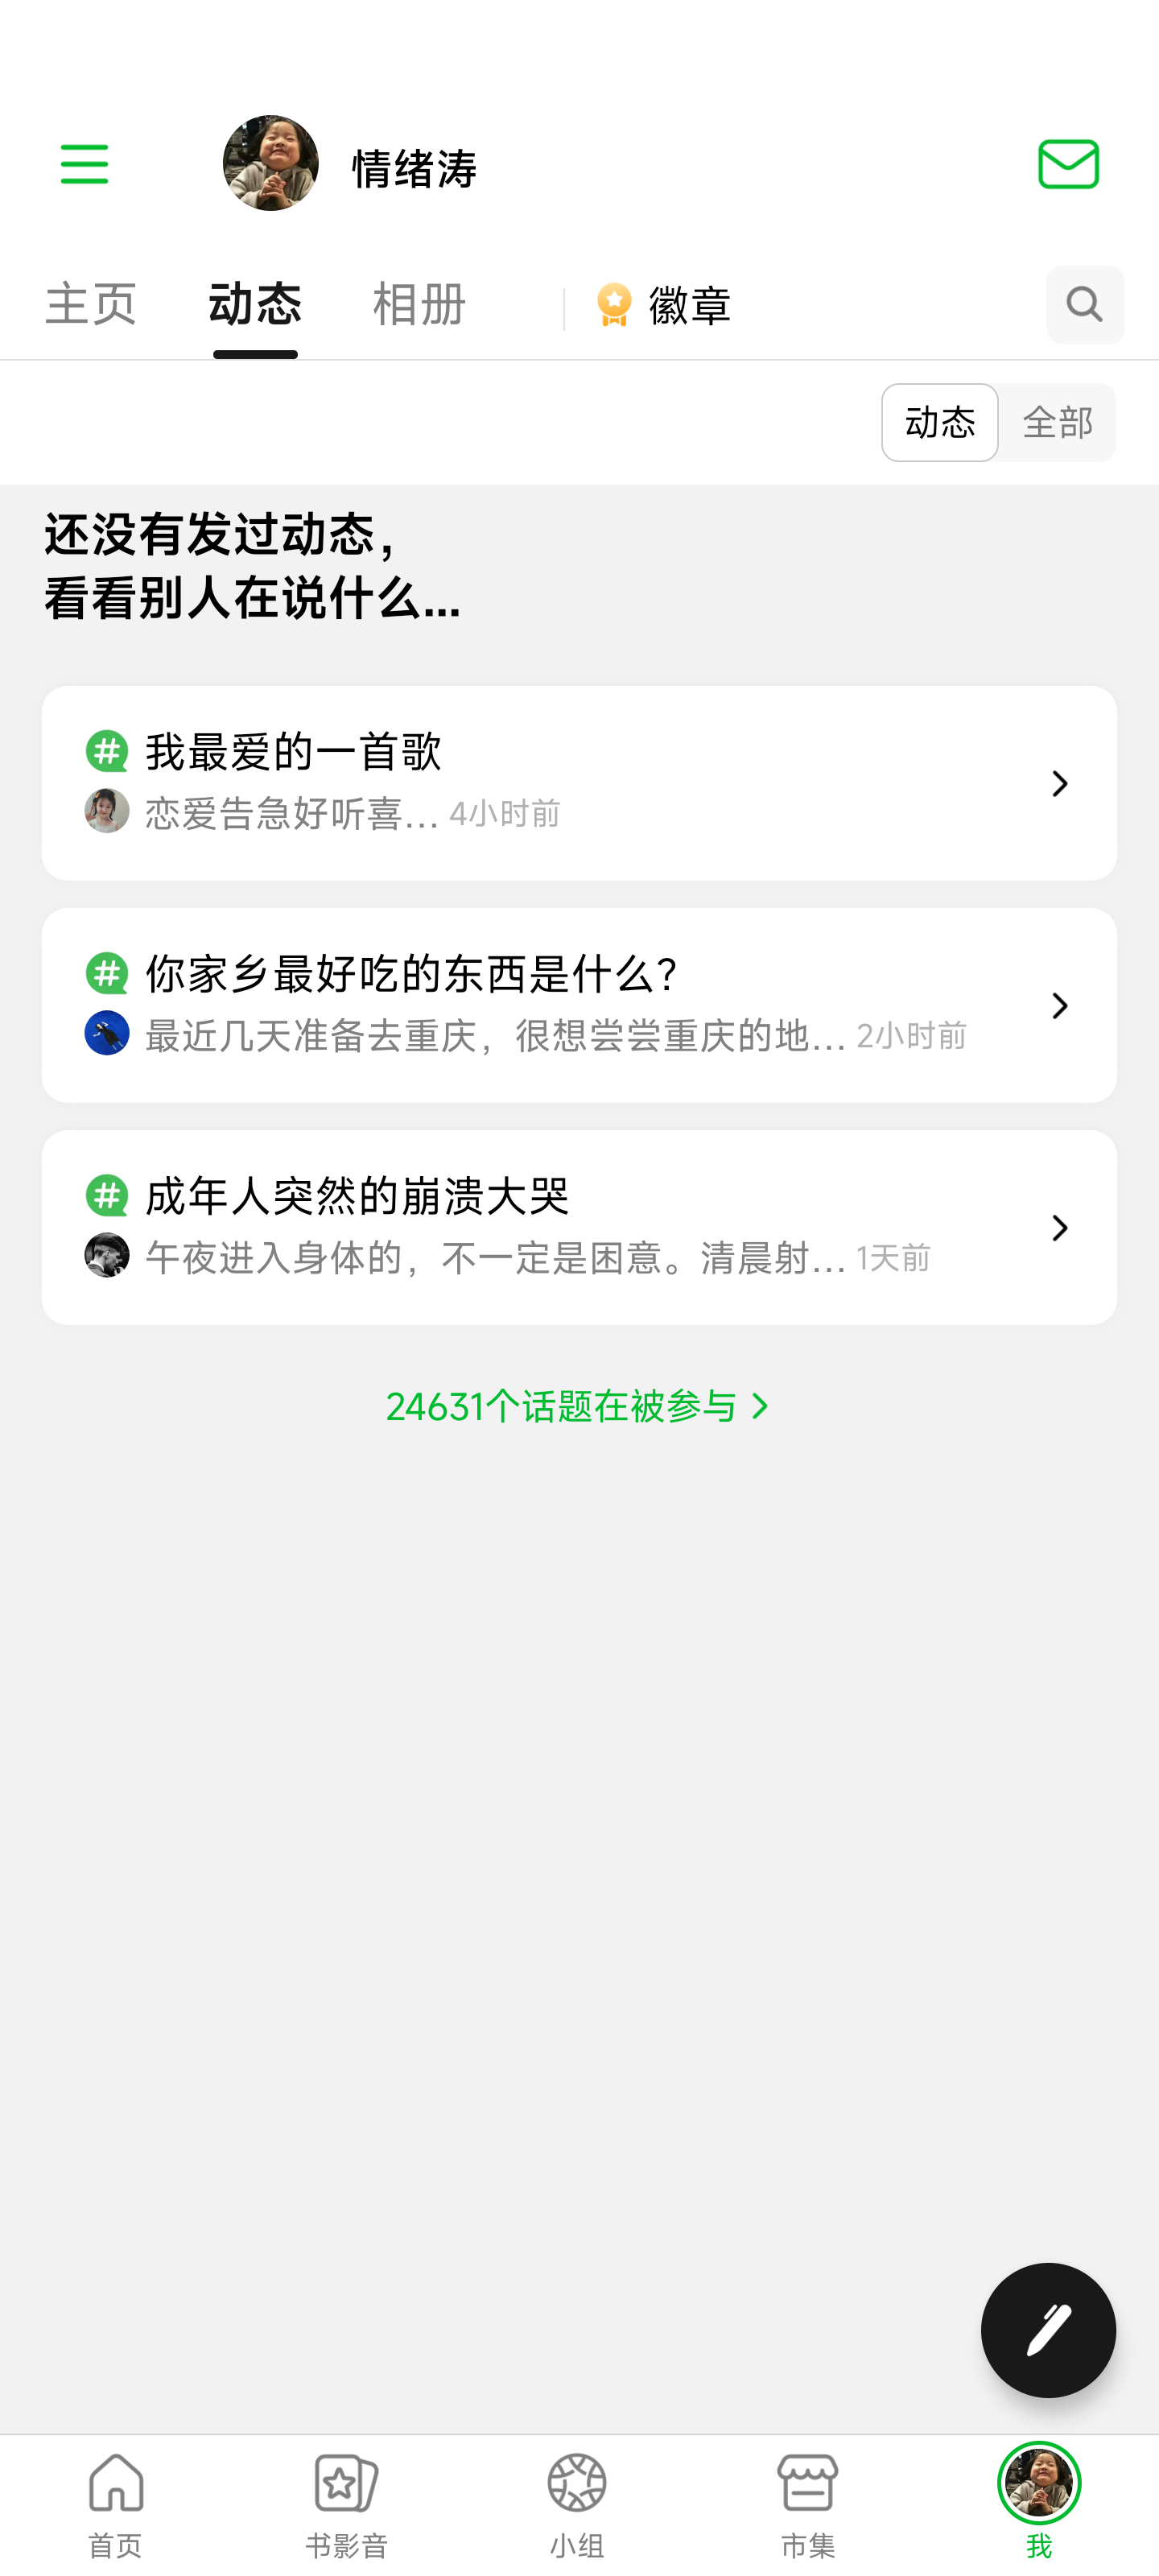 情绪涛
主页 动态 相册 徽章
动态 全部
还没有发过动态，
看看别人在说什么...
我最爱的一首歌
恋爱告急好听喜... 4小时前
你家乡最好吃的东西是什么？
最近几天准备去重庆，很想尝尝重庆的地... 2小时前
成年人突然的崩溃大哭
午夜进入身体的，不一定是困意。清晨射... 1天前
24631个话题在被参与
首页 书影音 小组 市集 我